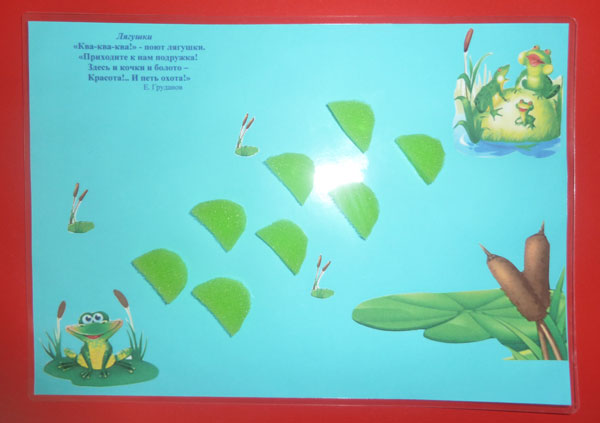 Лягушки
«Ква-ква-ква!» - поют лягушки.
«Приходите к нам подружка!
Здесь и кочки и болото –
Красота!.. И петь охота!»
Е. Груданов